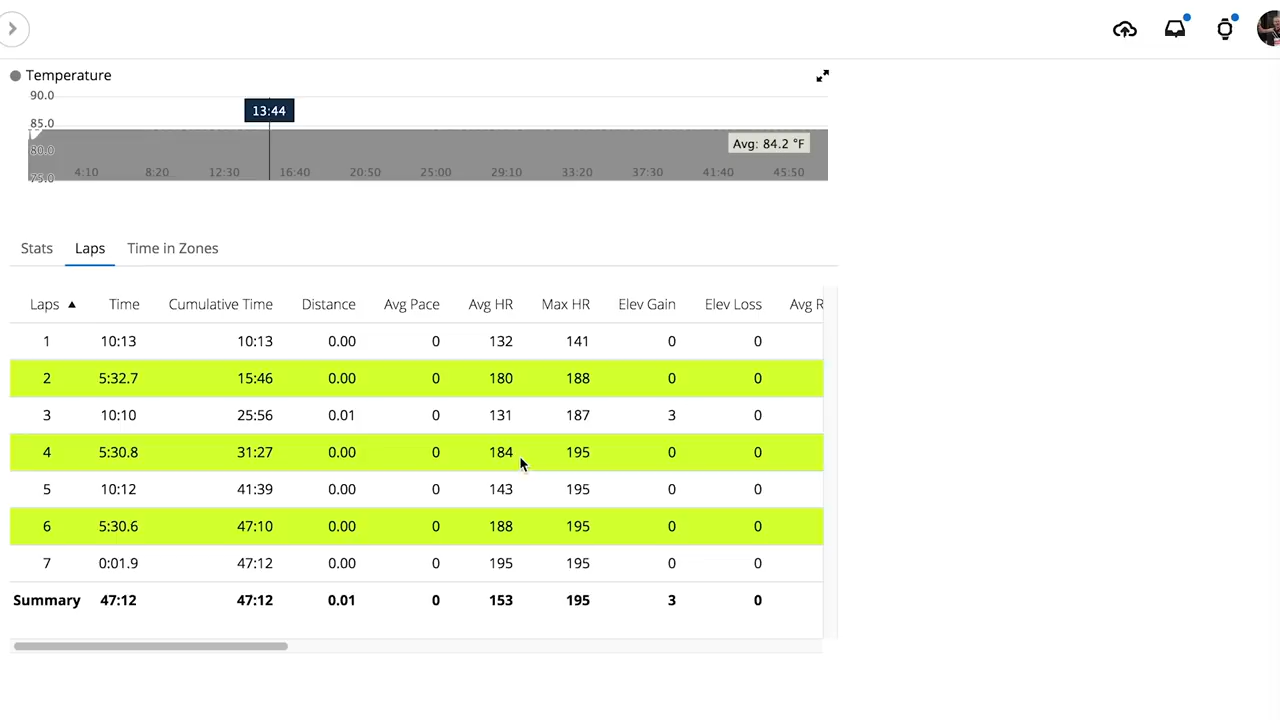 Temperature
90.0
13:44
85.0
Avg: 84.2 °F
80.0
4:10 8:20 12:30 16:40 20:50 25:00 29:10 33:20 37:30 41:40 45:50
75.0
Stats Laps Time in Zones
Laps ▲ Time Cumulative Time Distance Avg Pace Avg HR Max HR Elev Gain Elev Loss Avg R
1 10:13 10:13 0.00 0 132 141 0 0
2 5:32.7 15:46 0.00 0 180 188 0 0
3 10:10 25:56 0.01 0 131 187 3 0
4 5:30.8 31:27 0.00 0 184 195 0 0
5 10:12 41:39 0.00 0 143 195 0 0
6 5:30.6 47:10 0.00 0 188 195 0 0
7 0:01.9 47:12 0.00 0 195 195 0 0
Summary 47:12 47:12 0.01 0 153 195 3 0